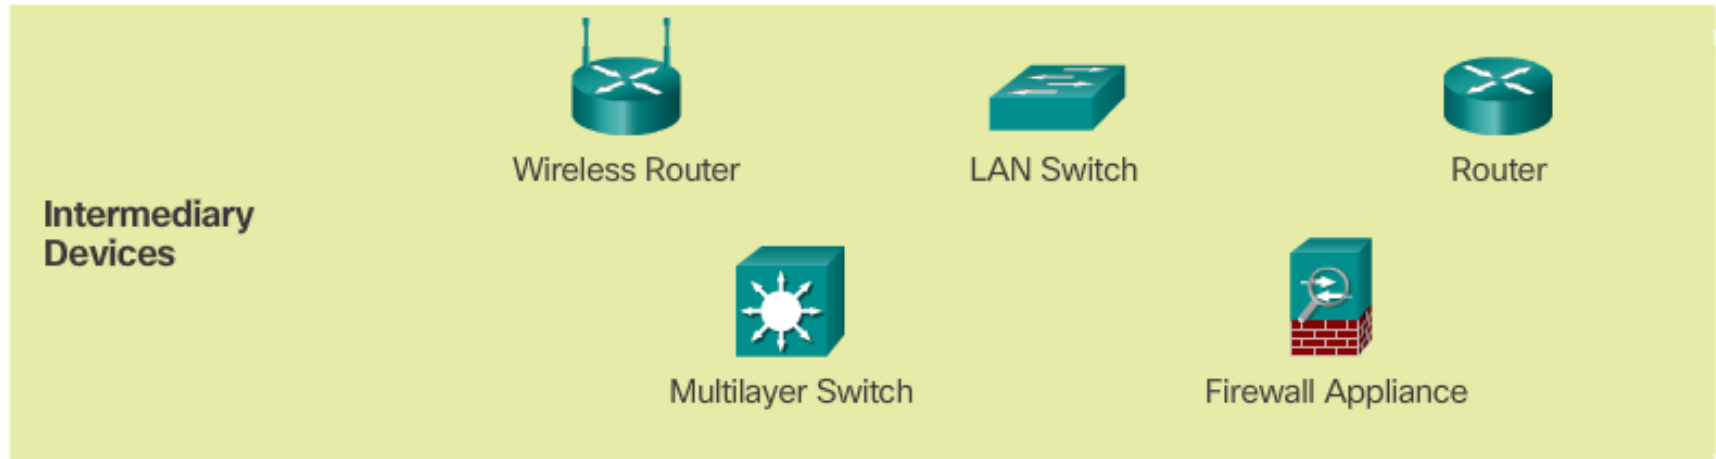 Wireless Router
LAN Switch
Router
Intermediary
Devices
Multilayer Switch
Firewall Appliance